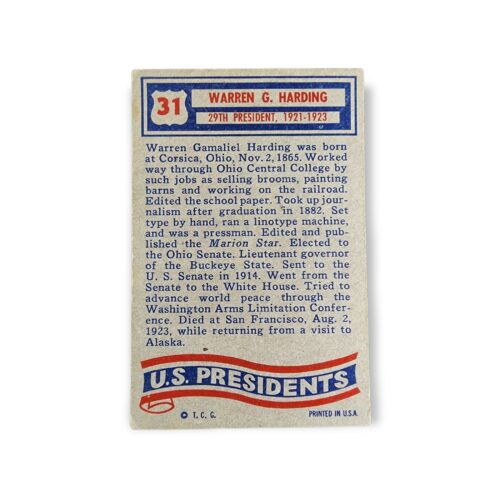 31
WARREN G. HARDING
29TH PRESIDENT, 1921-1923
Warren Gamaliel Harding was born
at Corsica, Ohio, Nov. 2, 1865. Worked
way through Ohio Central College by
such jobs as selling brooms, painting
barns and working on the railroad.
Edited the school paper. Took up jour-
nalism after graduation in 1882. Set
type by hand, ran a linotype machine,
and was a pressman. Edited and pub-
lished the Marion Star. Elected to
the Ohio Senate. Lieutenant governor
of the Buckeye State. Sent to the
U. S. Senate in 1914. Went from the
Senate to the White House. Tried to
advance world peace through the
Washington Arms Limitation Confer-
ence. Died at San Francisco, Aug. 2,
1923, while returning from a visit to
Alaska.
U.S. PRESIDENTS
© T. C. G.
PRINTED IN U.S.A.